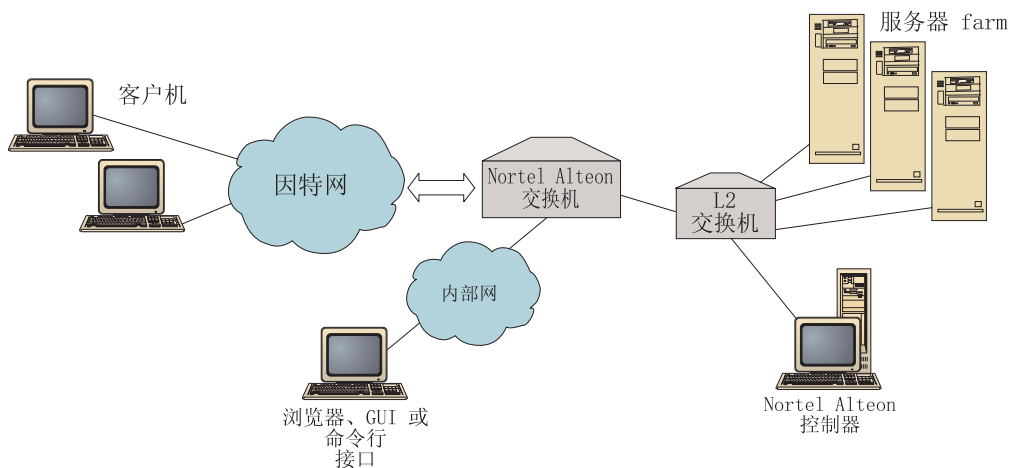 服务器 farm
客户机
因特网
Nortel Alteon
交换机
L2
交换机
内部网
浏览器、GUI 或
命令行
接口
Nortel Alteon
控制器